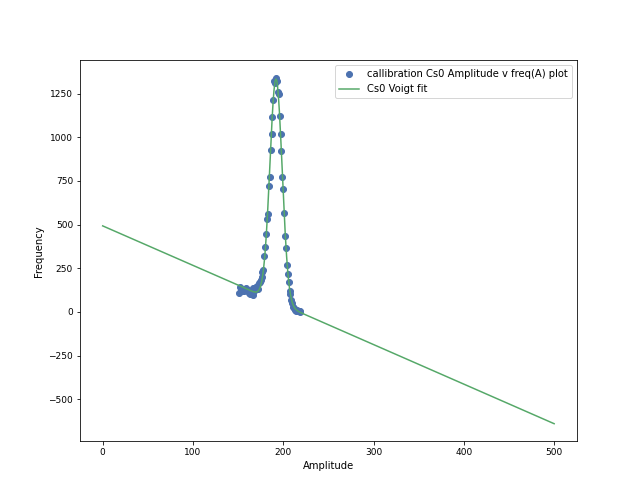 callibration Cs0 Amplitude v freq(A) plot
Cs0 Voigt fit
1250
1000
750
500
250
0
−250
−500
Frequency
0 100 200 300 400 500
Amplitude